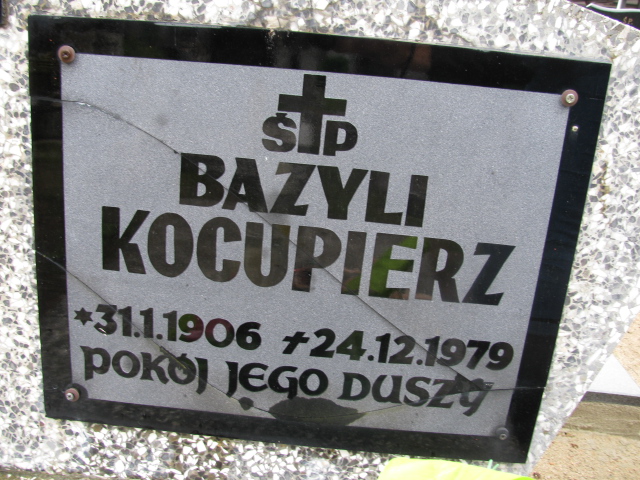 ŚP
BAZYLI
KOCUPIERZ
*31.1.1906 †24.12.1979
POKÓJ JEGO DUSZY